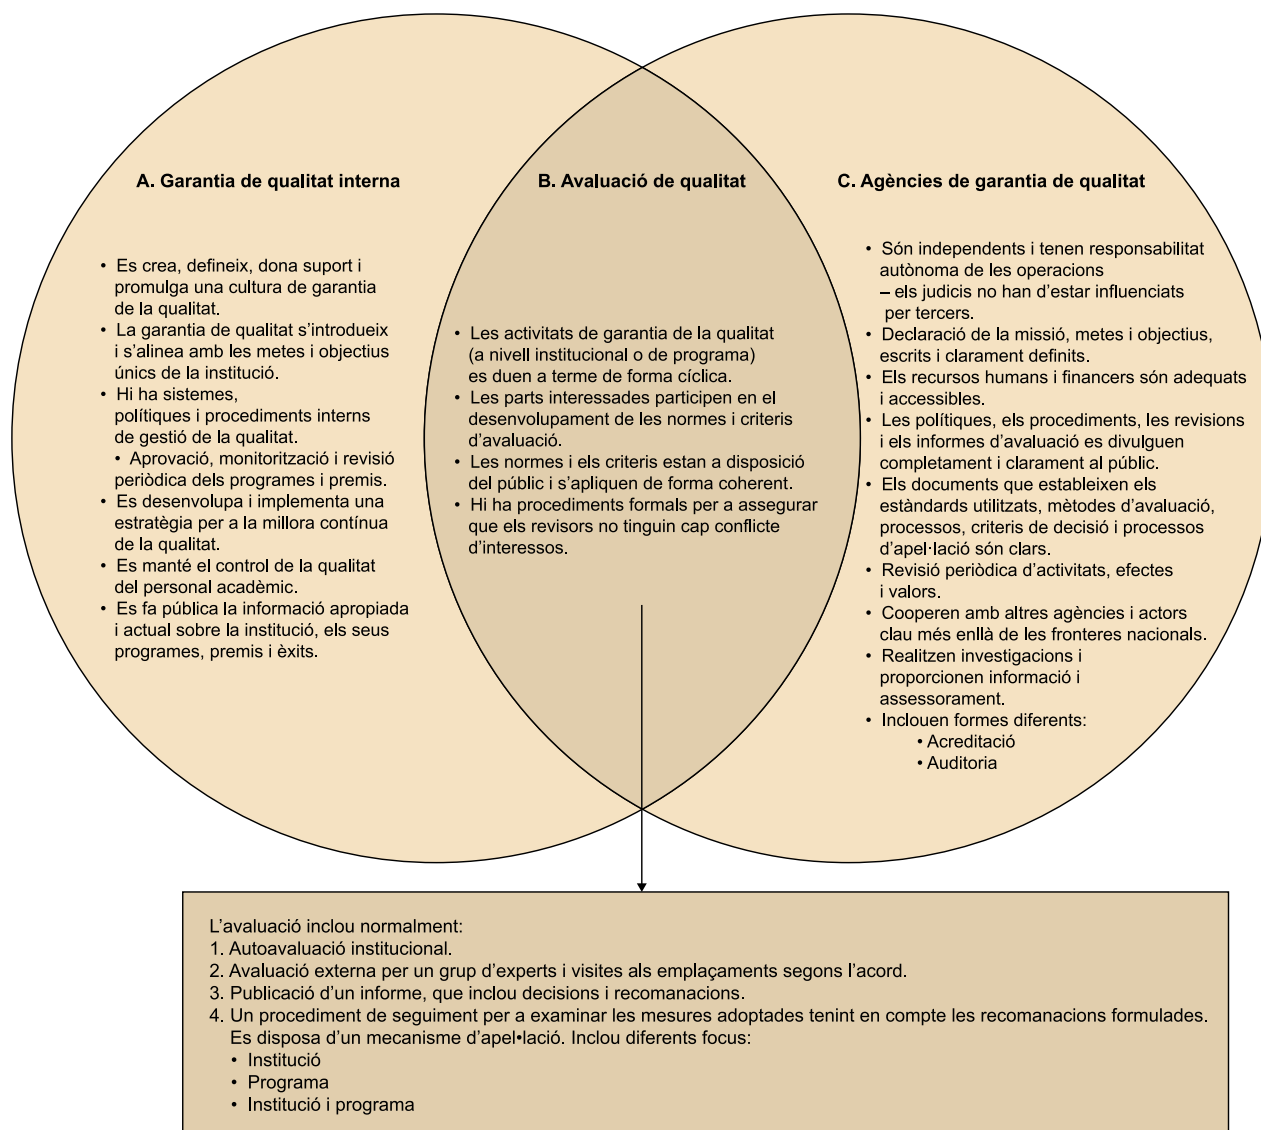 A. Garantia de qualitat interna
• Es crea, defineix, dona suport i
promulga una cultura de garantia
de la qualitat.
• La garantia de qualitat s’introdueix
i s’alinea amb les metes i objectius
únics de la institució.
• Hi ha sistemes,
polítiques i procediments interns
de gestió de la qualitat.
• Aprovació, monitorització i revisió
periòdica dels programes i premis.
• Es desenvolupa i implementa una
estratègia per a la millora contínua
de la qualitat.
• Es manté el control de la qualitat
del personal acadèmic.
• Es fa pública la informació apropiada
i actual sobre la institució, els seus
programes, premis i èxits.
B. Avaluació de qualitat
• Les activitats de garantia de la qualitat
(a nivell institucional o de programa)
es duen a terme de forma cíclica.
• Les parts interessades participen en el
desenvolupament de les normes i criteris
d’avaluació.
• Les normes i els criteris estan a disposició
del públic i s’apliquen de forma coherent.
• Hi ha procediments formals per a assegurar
que els revisors no tinguin cap conflicte
d’interessos.
C. Agències de garantia de qualitat
• Són independents i tenen responsabilitat
autònoma de les operacions
– els judicis no han d’estar influenciats
per tercers.
• Declaració de la missió, metes i objectius,
escrits i clarament definits.
• Els recursos humans i financers són adequats
i accessibles.
• Les polítiques, els procediments, les revisions
i els informes d’avaluació es divulguen
completament i clarament al públic.
• Els documents que estableixen els
estàndards utilitzats, mètodes d’avaluació,
processos, criteris de decisió i processos
d’apel·lació són clars.
• Revisió periòdica d’activitats, efectes
i valors.
• Cooperen amb altres agències i actors
clau més enllà de les fronteres nacionals.
• Realitzen investigacions i
proporcionen informació i
assessorament.
• Inclouen formes diferents:
• Acreditació
• Auditoria
L’avaluació inclou normalment:
1. Autoavaluació institucional.
2. Avaluació externa per un grup d’experts i visites als emplaçaments segons l’acord.
3. Publicació d’un informe, que inclou decisions i recomanacions.
4. Un procediment de seguiment per a examinar les mesures adoptades tenint en compte les recomanacions formulades.
Es disposa d’un mecanisme d’apel•lació. Inclou diferents focus:
• Institució
• Programa
• Institució i programa